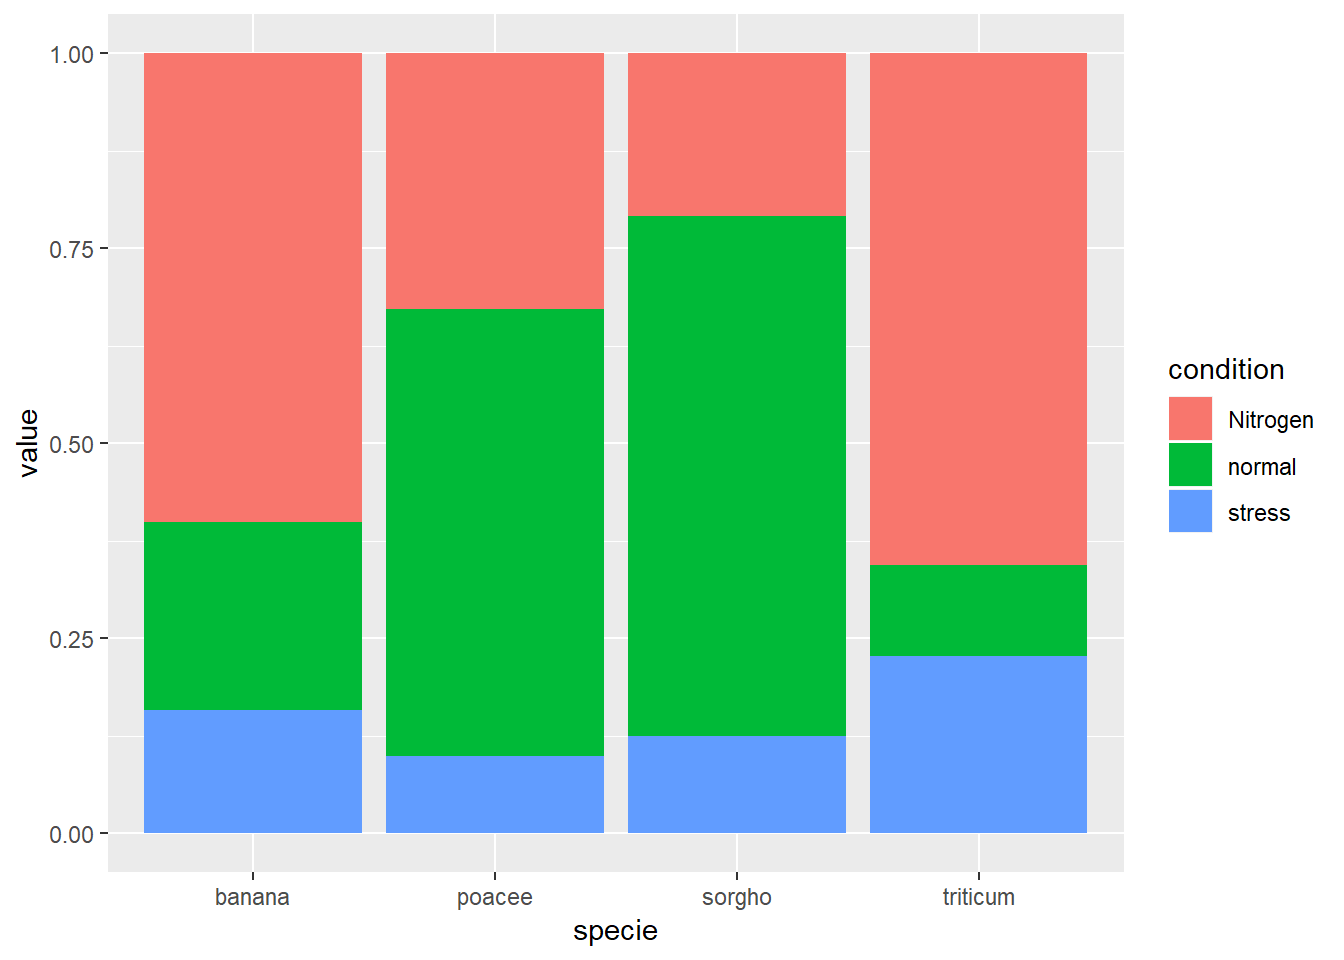 1.00
0.75
0.50
0.25
0.00
value
banana poacee sorgho triticum
specie
condition
Nitrogen
normal
stress